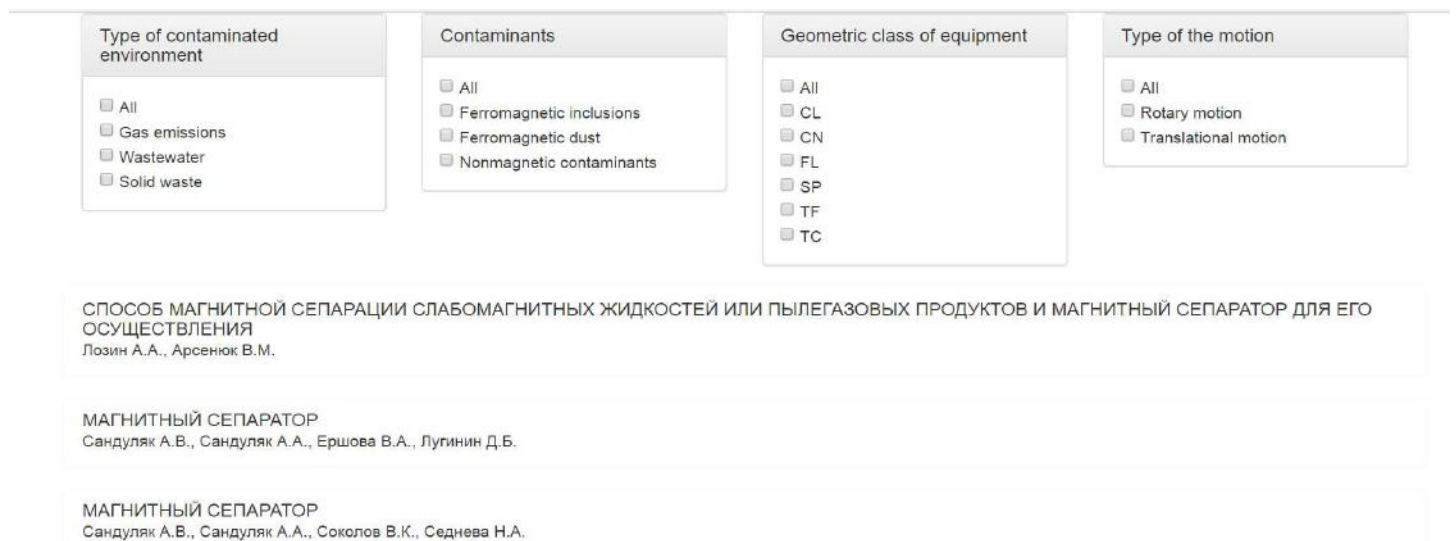 Type of contaminated
environment
All
Gas emissions
Wastewater
Solid waste
Contaminants
All
Ferromagnetic inclusions
Ferromagnetic dust
Nonmagnetic contaminants
Geometric class of equipment
All
CL
CN
FL
SP
TF
TC
Type of the motion
All
Rotary motion
Translational motion
СПОСОБ МАГНИТНОЙ СЕПАРАЦИИ СЛАБОМАГНИТНЫХ ЖИДКОСТЕЙ ИЛИ ПЫЛЕГАЗОВЫХ ПРОДУКТОВ И МАГНИТНЫЙ СЕПАРАТОР ДЛЯ ЕГО
ОСУЩЕСТВЛЕНИЯ
Лозин А.А., Арсенюк В.М.
МАГНИТНЫЙ СЕПАРАТОР
Сандуляк А.В., Сандуляк А.А., Ершова В.А., Лугинин Д.Б.
МАГНИТНЫЙ СЕПАРАТОР
Сандуляк А.В., Сандуляк А.А., Соколов В.К., Седнева Н.А.